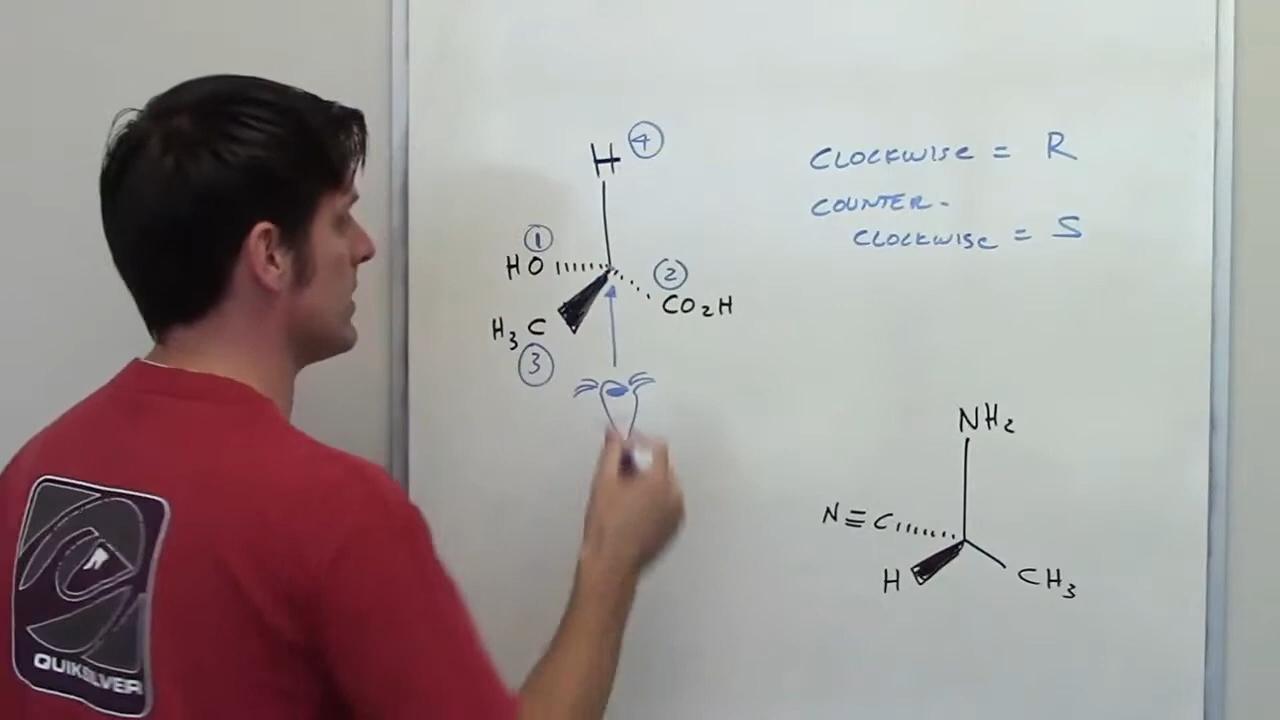 H ④
① HO
② CO₂H
H₃C ③
CLOCKWISE = R
COUNTER-
CLOCKWISE = S
NH₂
N≡C
H
CH₃
QUIKSILVER